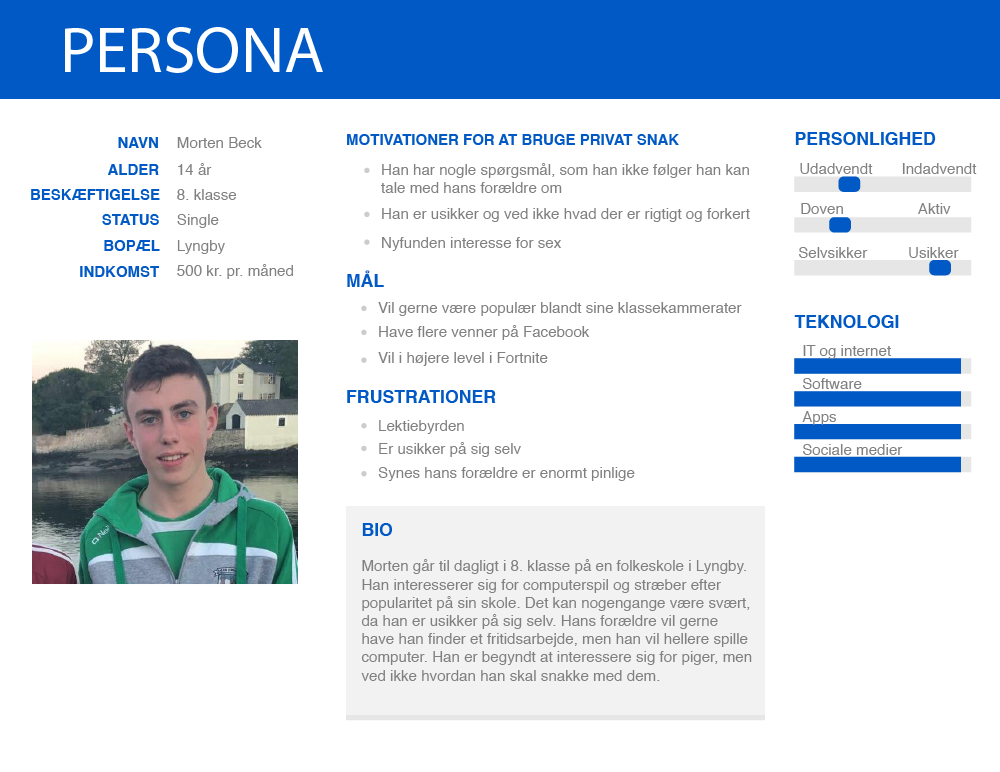 PERSONA
NAVN Morten Beck
ALDER 14 år
BESKÆFTIGELSE 8. klasse
STATUS Single
BOPÆL Lyngby
INDKOMST 500 kr. pr. måned
MOTIVATIONER FOR AT BRUGE PRIVAT SNAK
Han har nogle spørgsmål, som han ikke følger han kan
tale med hans forældre om
Han er usikker og ved ikke hvad der er rigtigt og forkert
Nyfunden interesse for sex
MÅL
Vil gerne være populær blandt sine klassekammerater
Have flere venner på Facebook
Vil i højere level i Fortnite
FRUSTRATIONER
Lektiebyrden
Er usikker på sig selv
Synes hans forældre er enormt pinlige
BIO
Morten går til dagligt i 8. klasse på en folkeskole i Lyngby.
Han interesserer sig for computerspil og stræber efter
popularitet på sin skole. Det kan nogengange være svært,
da han er usikker på sig selv. Hans forældre vil gerne
have han finder et fritidsarbejde, men han vil hellere spille
computer. Han er begyndt at interessere sig for piger, men
ved ikke hvordan han skal snakke med dem.
PERSONLIGHED
Udadvendt Indadvendt
Doven Aktiv
Selvsikker Usikker
TEKNOLOGI
IT og internet
Software
Apps
Sociale medier